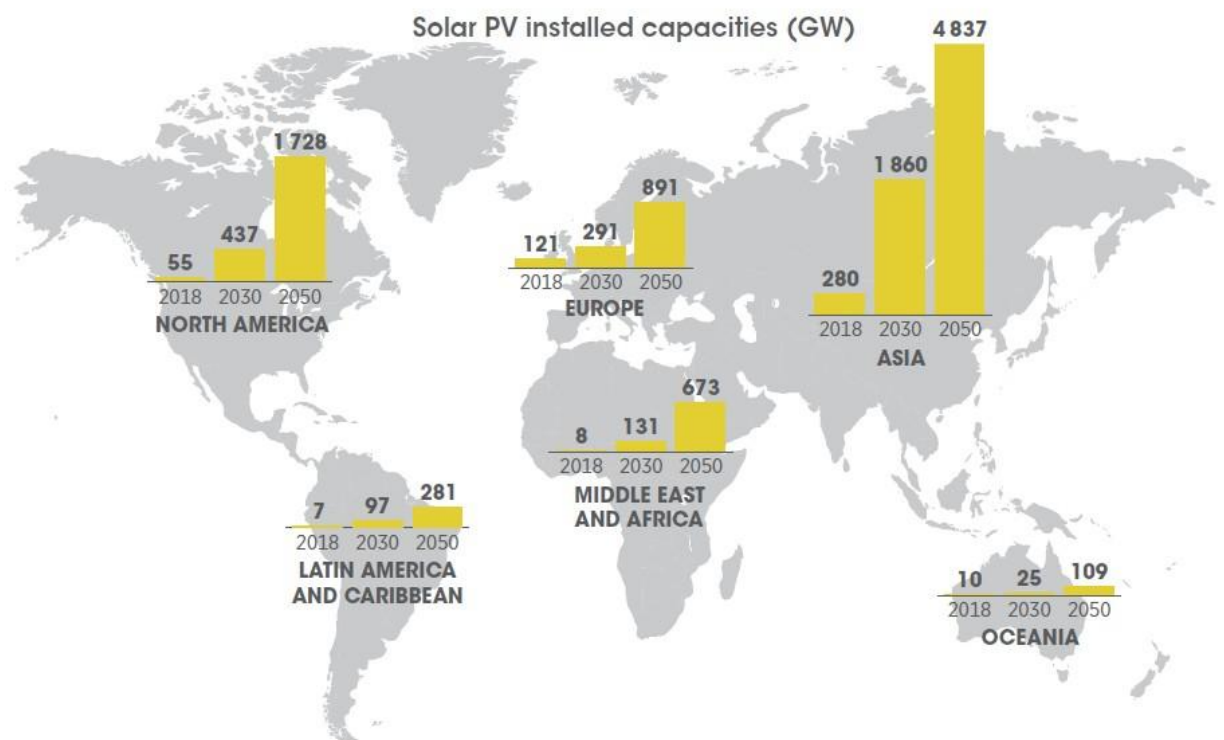 Solar PV installed capacities (GW)
55 437 1 728
2018 2030 2050
NORTH AMERICA
121 291 891
2018 2030 2050
EUROPE
280 1 860 4 837
2018 2030 2050
ASIA
8 131 673
2018 2030 2050
MIDDLE EAST
AND AFRICA
7 97 281
2018 2030 2050
LATIN AMERICA
AND CARIBBEAN
10 25 109
2018 2030 2050
OCEANIA